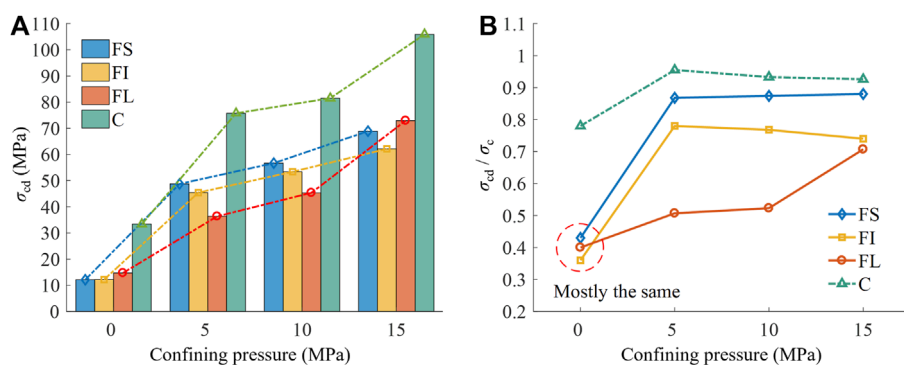 A
110
100
90
80
70
60
50
40
30
20
10
0
σcd (MPa)
FS
FI
FL
C
0 5 10 15
Confining pressure (MPa)
B
1.1
1
0.9
0.8
0.7
0.6
0.5
0.4
0.3
0.2
σcd / σc
Mostly the same
FS
FI
FL
C
0 5 10 15
Confining pressure (MPa)